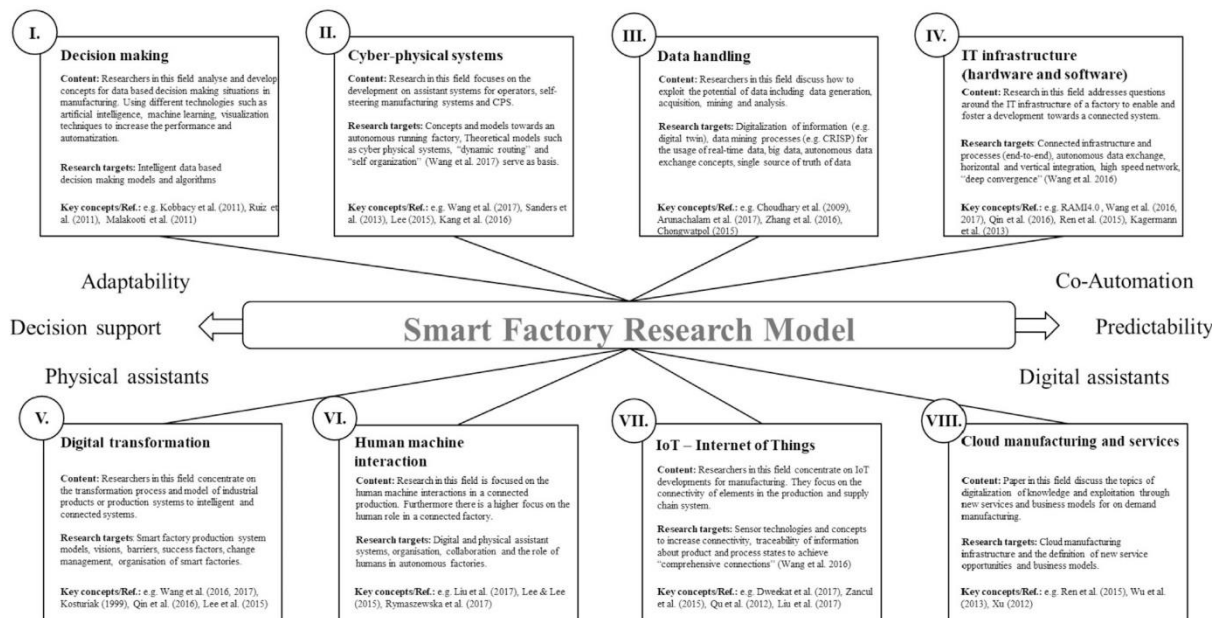 I.
Decision making
Content: Researchers in this field analyse and develop
concepts for data based decision making situations in
manufacturing. Using different technologies such as
artificial intelligence, machine learning, visualization
techniques to increase the performance and
automatization.
Research targets: Intelligent data based
decision making models and algorithms
Key concepts/Ref.: e.g. Kobbacy et al. (2011), Ruiz et
al. (2011), Malakooti et al. (2011)
II.
Cyber-physical systems
Content: Research in this field focuses on the
development on assistant systems for operators, self-
steering manufacturing systems and CPS.
Research targets: Concepts and models towards an
autonomous running factory, Theoretical models such
as cyber physical systems, “dynamic routing” and
“self organization” (Wang et al. 2017) serve as basis.
Key concepts/Ref.: e.g. Wang et al. (2017), Sanders et
al. (2013), Lee (2015), Kang et al. (2016)
III.
Data handling
Content: Researchers in this field discuss how to
exploit the potential of data including data generation,
acquisition, mining and analysis.
Research targets: Digitalization of information (e.g.
digital twin), data mining processes (e.g. CRISP) for
the usage of real-time data, big data, autonomous data
exchange concepts, single source of truth of data
Key concepts/Ref.: e.g. Choudhary et al. (2009),
Arunachalam et al. (2017), Zhang et al. (2016),
Chongwatpol (2015)
IV.
IT infrastructure
(hardware and software)
Content: Research in this field addresses questions
around the IT infrastructure of a factory to enable and
foster a development towards a connected system.
Research targets: Connected infrastructure and
processes (end-to-end), autonomous data exchange,
horizontal and vertical integration, high speed network,
“deep convergence” (Wang et al. 2016)
Key concepts/Ref.: e.g. RAMI4.0 , Wang et al. (2016,
2017), Qin et al. (2016), Ren et al. (2015), Kagermann
et al. (2013)
Adaptability
Co-Automation
Decision support
Smart Factory Research Model
Predictability
Physical assistants
Digital assistants
V.
Digital transformation
Content: Researchers in this field concentrate on
the transformation process and model of industrial
products or production systems to intelligent and
connected systems.
Research targets: Smart factory production system
models, visions, barriers, success factors, change
management, organisation of smart factories.
Key concepts/Ref.: e.g. Wang et al. (2016, 2017),
Kosturiak (1999), Qin et al. (2016), Lee et al. (2015)
VI.
Human machine
interaction
Content: Research in this field is focused on the
human machine interactions in a connected
production. Furthermore there is a higher focus on the
human role in a connected factory.
Research targets: Digital and physical assistant
systems, organisation, collaboration and the role of
humans in autonomous factories.
Key concepts/Ref.: e.g. Liu et al. (2017), Lee & Lee
(2015), Rymaszewska et al. (2017)
VII.
IoT – Internet of Things
Content: Researchers in this field concentrate on IoT
developments for manufacturing. They focus on the
connectivity of elements in the production and supply
chain system.
Research targets: Sensor technologies and concepts
to increase connectivity, traceability of information
about product and process states to achieve
“comprehensive connections” (Wang et al. 2016)
Key concepts/Ref.: e.g. Dweekat et al. (2017), Zancul
et al. (2015), Qu et al. (2012), Liu et al. (2017)
VIII.
Cloud manufacturing and services
Content: Paper in this field discuss the topics of
digitalization of knowledge and exploitation through
new services and business models for on demand
manufacturing.
Research targets: Cloud manufacturing
infrastructure and the definition of new service
opportunities and business models.
Key concepts/Ref.: e.g. Ren et al. (2015), Wu et al.
(2013), Xu (2012)